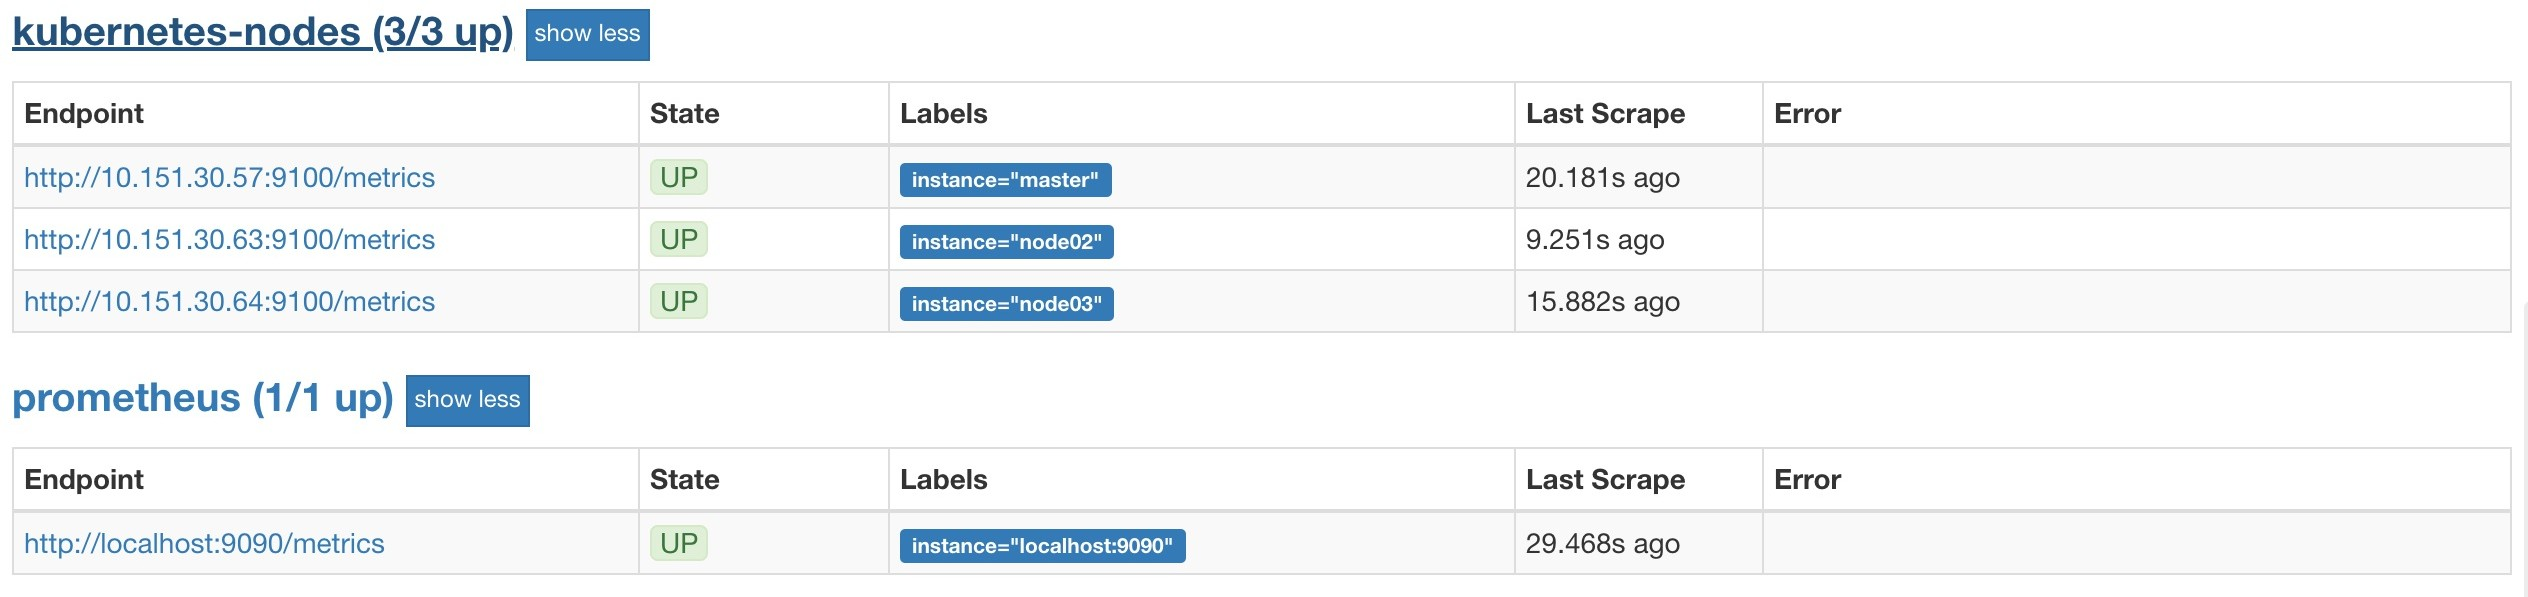 kubernetes-nodes (3/3 up) show less
Endpoint State Labels Last Scrape Error
http://10.151.30.57:9100/metrics UP instance="master" 20.181s ago
http://10.151.30.63:9100/metrics UP instance="node02" 9.251s ago
http://10.151.30.64:9100/metrics UP instance="node03" 15.882s ago
prometheus (1/1 up) show less
Endpoint State Labels Last Scrape Error
http://localhost:9090/metrics UP instance="localhost:9090" 29.468s ago